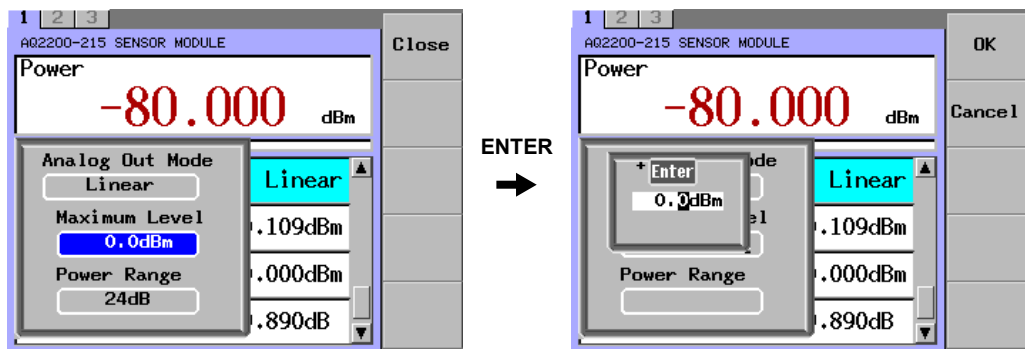 1 2 3
AQ2200-215 SENSOR MODULE
Close
Power
-80.000 dBm
Analog Out Mode
Linear
Linear
Maximum Level
.109dBm
0.0dBm
Power Range
.000dBm
24dB
.890dB
ENTER
1 2 3
AQ2200-215 SENSOR MODULE
OK
Power
-80.000 dBm
Cancel
ode
+ Enter
Linear
0.0dBm
el
.109dBm
Power Range
.000dBm
.890dB